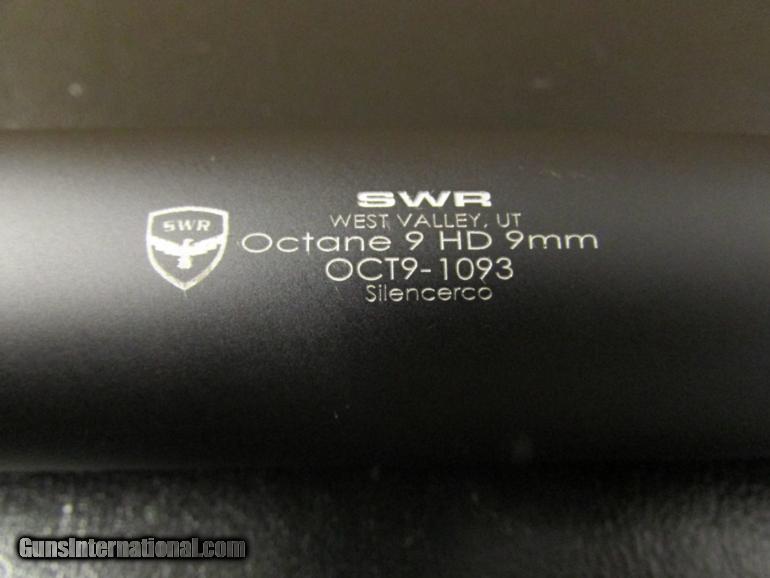 SWR
WEST VALLEY, UT
SWR
Octane 9 HD 9mm
OCT9-1093
Silencerco
GunsInternational.com